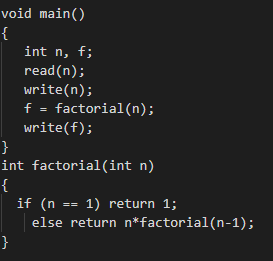 void main()
{
int n, f;
read(n);
write(n);
f = factorial(n);
write(f);
}
int factorial(int n)
{
if (n == 1) return 1;
else return n*factorial(n-1);
}